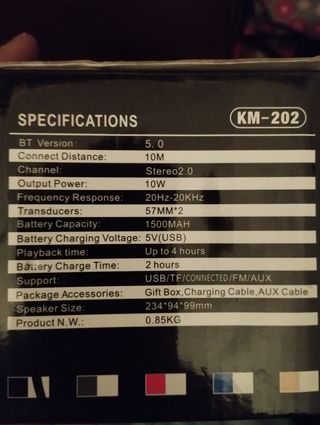 SPECIFICATIONS KM-202
BT Version: 5.0
Connect Distance: 10M
Channel: Stereo2.0
Output Power: 10W
Frequency Response: 20Hz-20KHz
Transducers: 57MM*2
Battery Capacity: 1500MAH
Battery Charging Voltage: 5V(USB)
Playback time: Up to 4 hours
Battery Charge Time: 2 hours
Support: USB/TF/CONNECTED/FM/AUX
Package Accessories: Gift Box,Charging Cable,AUX Cable
Speaker Size: 234*94*99mm
Product N.W.: 0.85KG